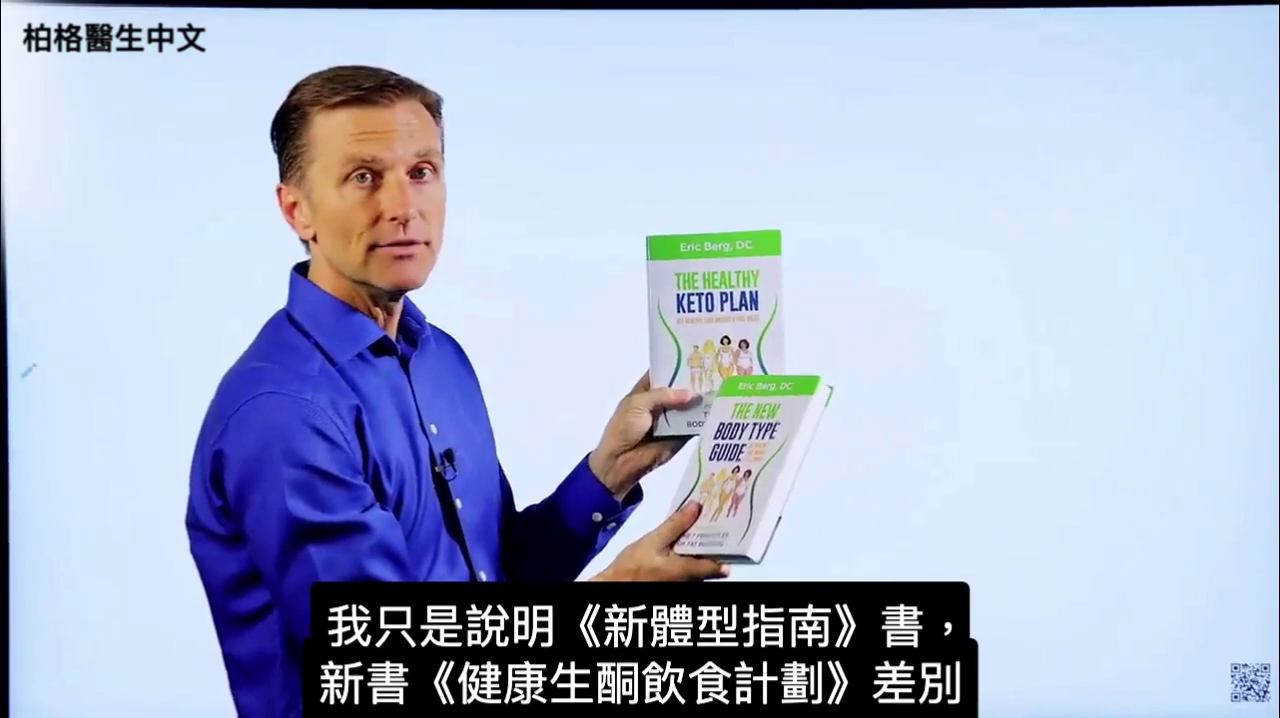 柏格醫生中文
Eric Berg, DC
THE HEALTHY
KETO PLAN
Eric Berg, DC
THE NEW
BODY TYPE
GUIDE
我只是說明《新體型指南》書，
新書《健康生酮飲食計劃》差別